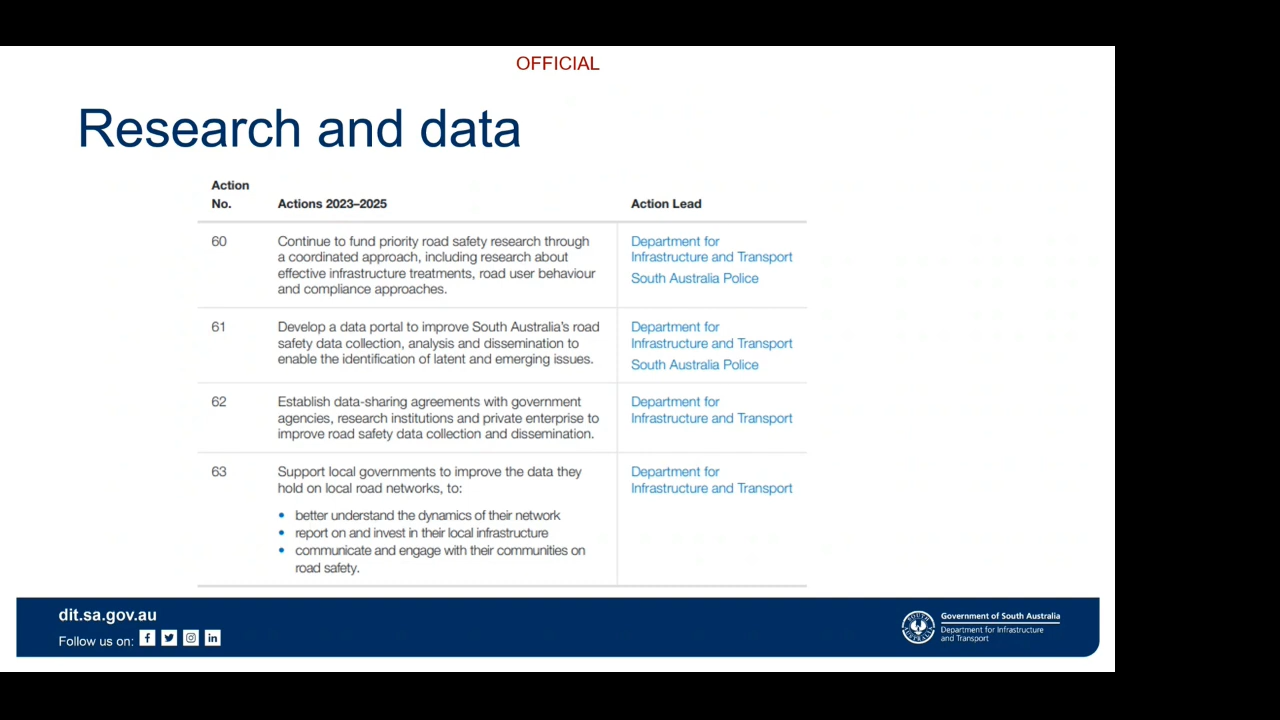 OFFICIAL
Research and data
Action
No.
Actions 2023–2025
Action Lead
60
Continue to fund priority road safety research through
a coordinated approach, including research about
effective infrastructure treatments, road user behaviour
and compliance approaches.
Department for
Infrastructure and Transport
South Australia Police
61
Develop a data portal to improve South Australia's road
safety data collection, analysis and dissemination to
enable the identification of latent and emerging issues.
Department for
Infrastructure and Transport
South Australia Police
62
Establish data-sharing agreements with government
agencies, research institutions and private enterprise to
improve road safety data collection and dissemination.
Department for
Infrastructure and Transport
63
Support local governments to improve the data they
hold on local road networks, to:
• better understand the dynamics of their network
• report on and invest in their local infrastructure
• communicate and engage with their communities on
road safety.
Department for
Infrastructure and Transport
dit.sa.gov.au
Follow us on:
Government of South Australia
Department for Infrastructure
and Transport